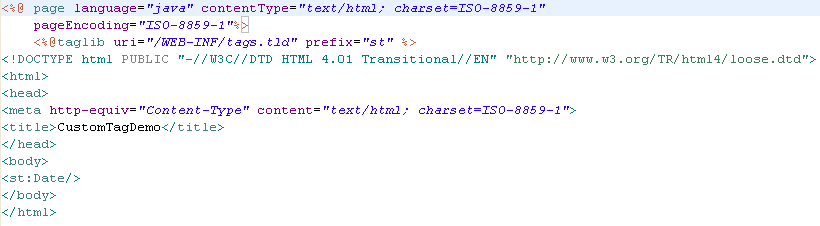 <%@ page language="java" contentType="text/html; charset=ISO-8859-1"
pageEncoding="ISO-8859-1"%>
<%@taglib uri="/WEB-INF/tags.tld" prefix="st" %>
<!DOCTYPE html PUBLIC "-//W3C//DTD HTML 4.01 Transitional//EN" "http://www.w3.org/TR/html4/loose.dtd">
<html>
<head>
<meta http-equiv="Content-Type" content="text/html; charset=ISO-8859-1">
<title>CustomTagDemo</title>
</head>
<body>
<st:Date/>
</body>
</html>